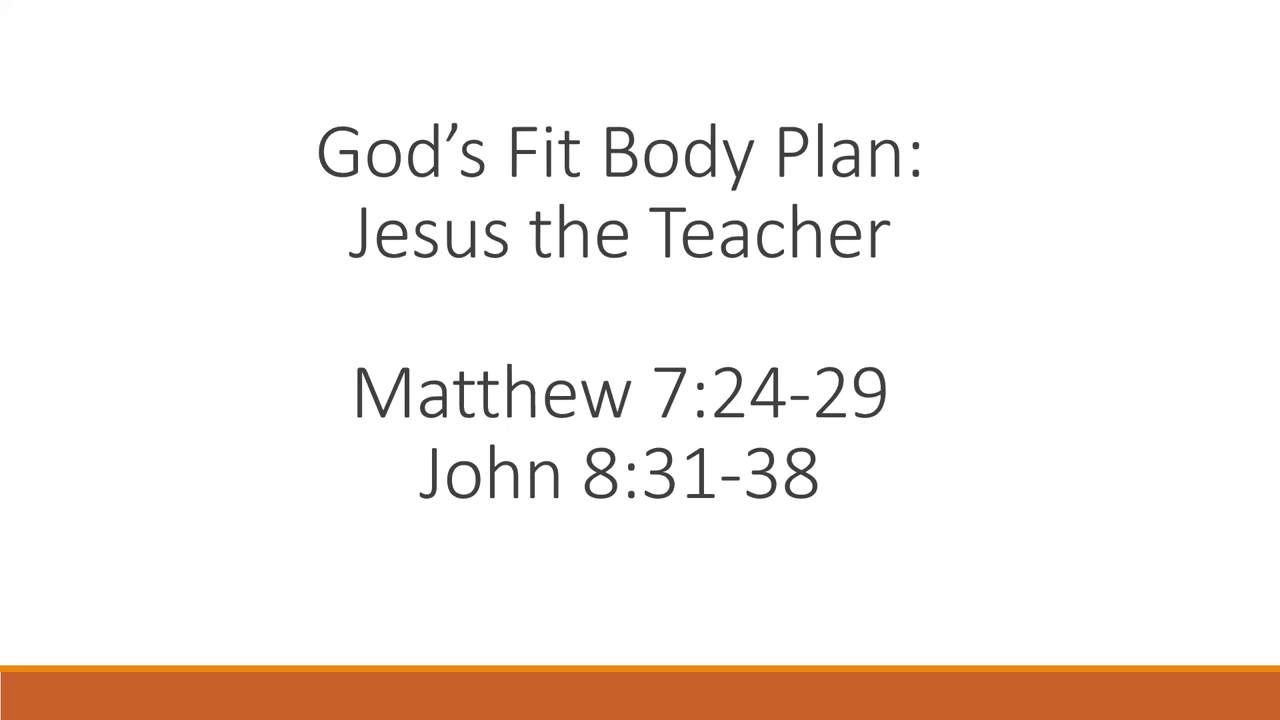 God’s Fit Body Plan:
Jesus the Teacher
Matthew 7:24-29
John 8:31-38